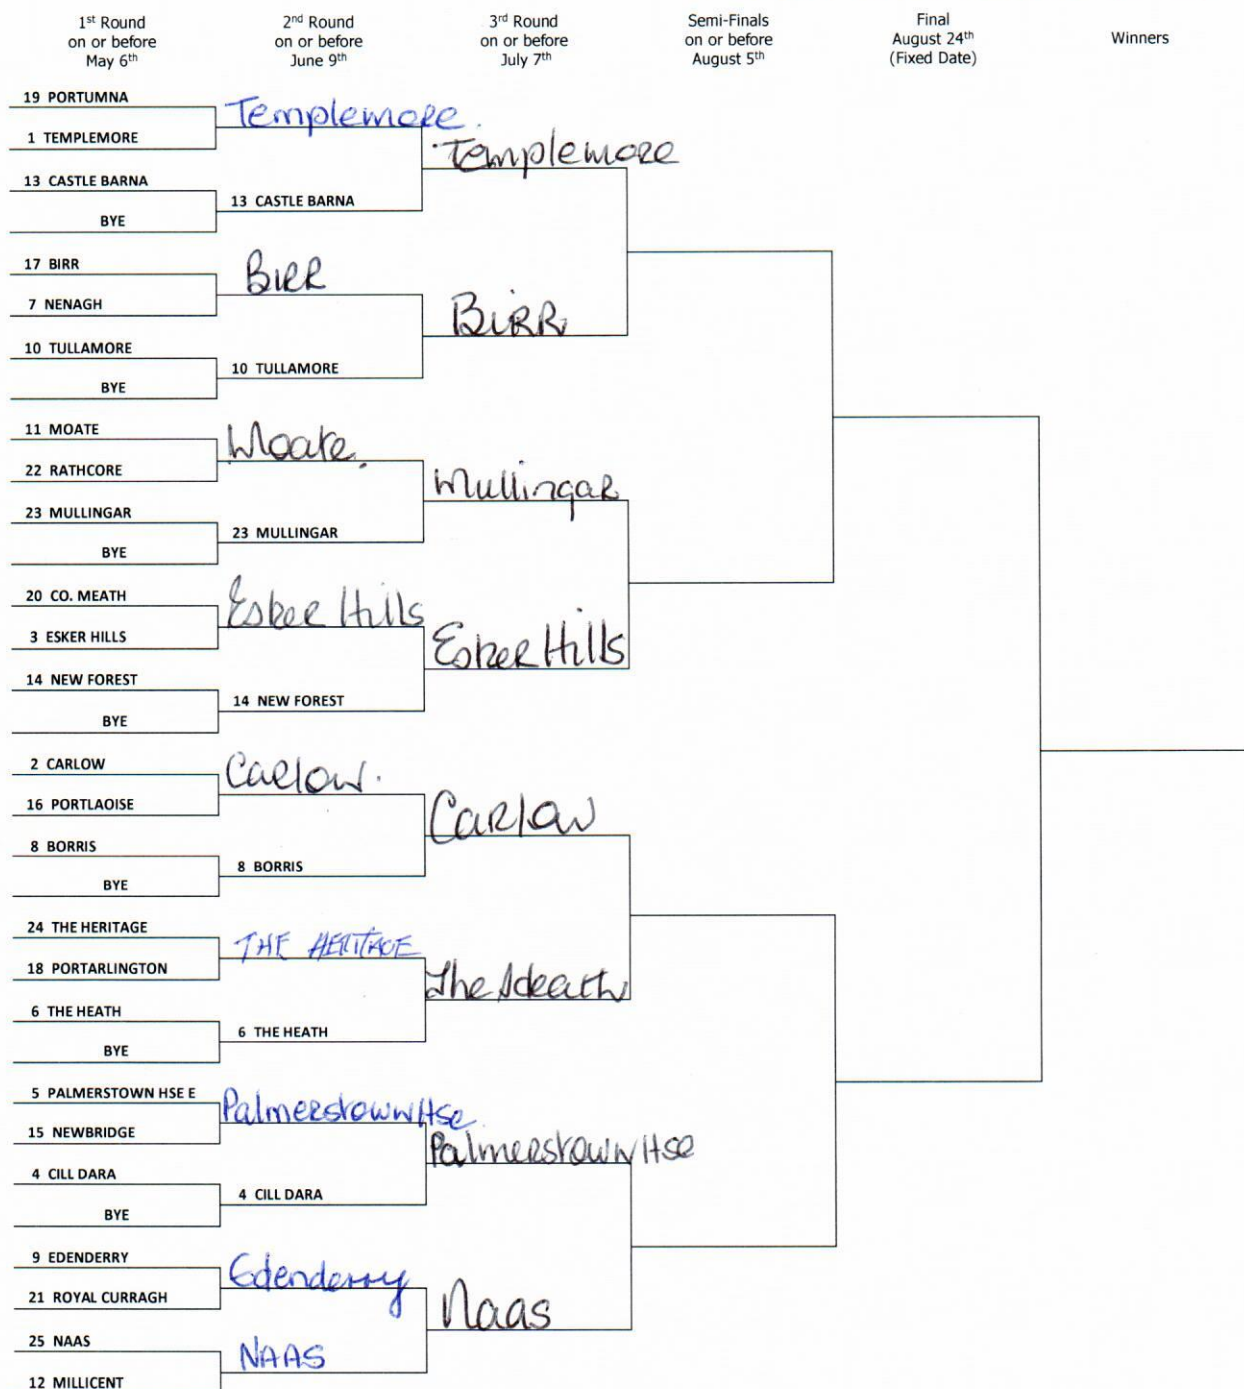 1st Round
on or before
May 6th
2nd Round
on or before
June 9th
3rd Round
on or before
July 7th
Semi-Finals
on or before
August 5th
Final
August 24th
(Fixed Date)
Winners
19 PORTUMNA
1 TEMPLEMORE
13 CASTLE BARNA
BYE
17 BIRR
7 NENAGH
10 TULLAMORE
BYE
11 MOATE
22 RATHCORE
23 MULLINGAR
BYE
20 CO. MEATH
3 ESKER HILLS
14 NEW FOREST
BYE
2 CARLOW
16 PORTLAOISE
8 BORRIS
BYE
24 THE HERITAGE
18 PORTARLINGTON
6 THE HEATH
BYE
5 PALMERSTOWN HSE E
15 NEWBRIDGE
4 CILL DARA
BYE
9 EDENDERRY
21 ROYAL CURRAGH
25 NAAS
12 MILLICENT
Templemore.
13 CASTLE BARNA
BIRR
10 TULLAMORE
Moate.
23 MULLINGAR
Esker Hills
14 NEW FOREST
Carlow.
8 BORRIS
THE HERITAGE
6 THE HEATH
Palmerstown Hse.
4 CILL DARA
Edenderry
NAAS
Templemore
BIRR
Mullingar
Esker Hills
Carlow
The Heath
Palmerstown Hse
Naas